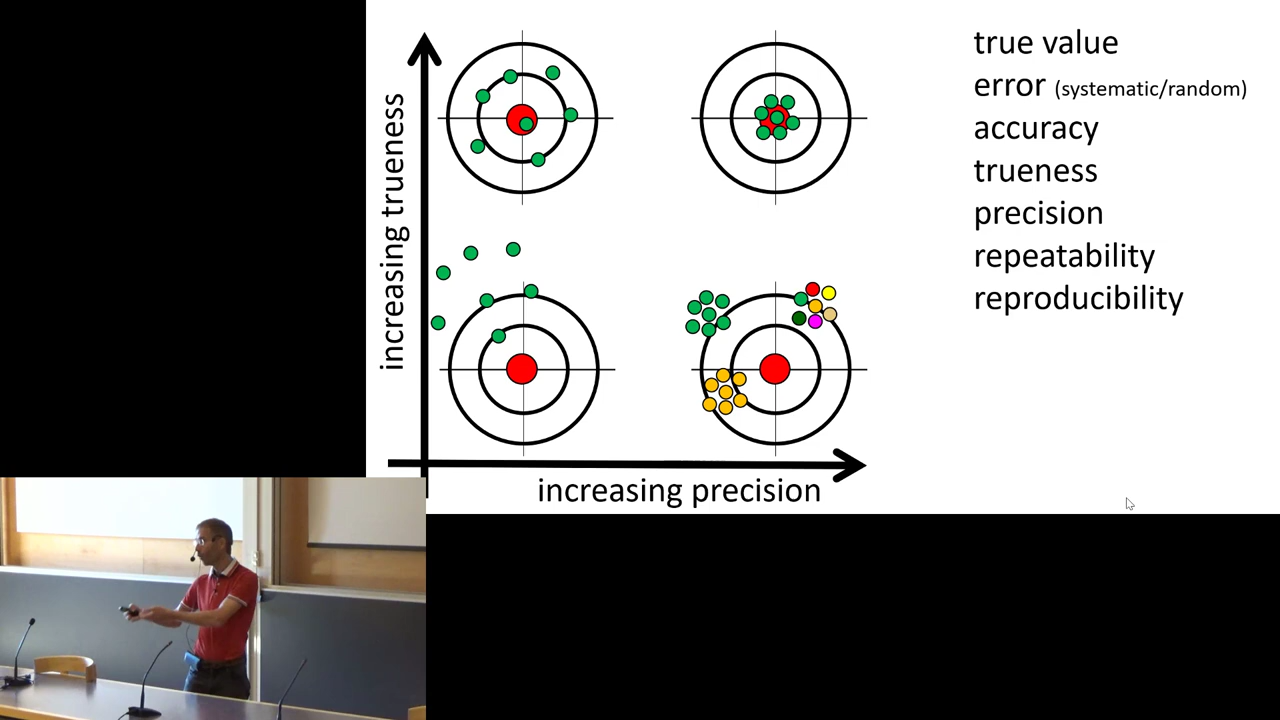 increasing trueness
increasing precision
true value
error (systematic/random)
accuracy
trueness
precision
repeatability
reproducibility